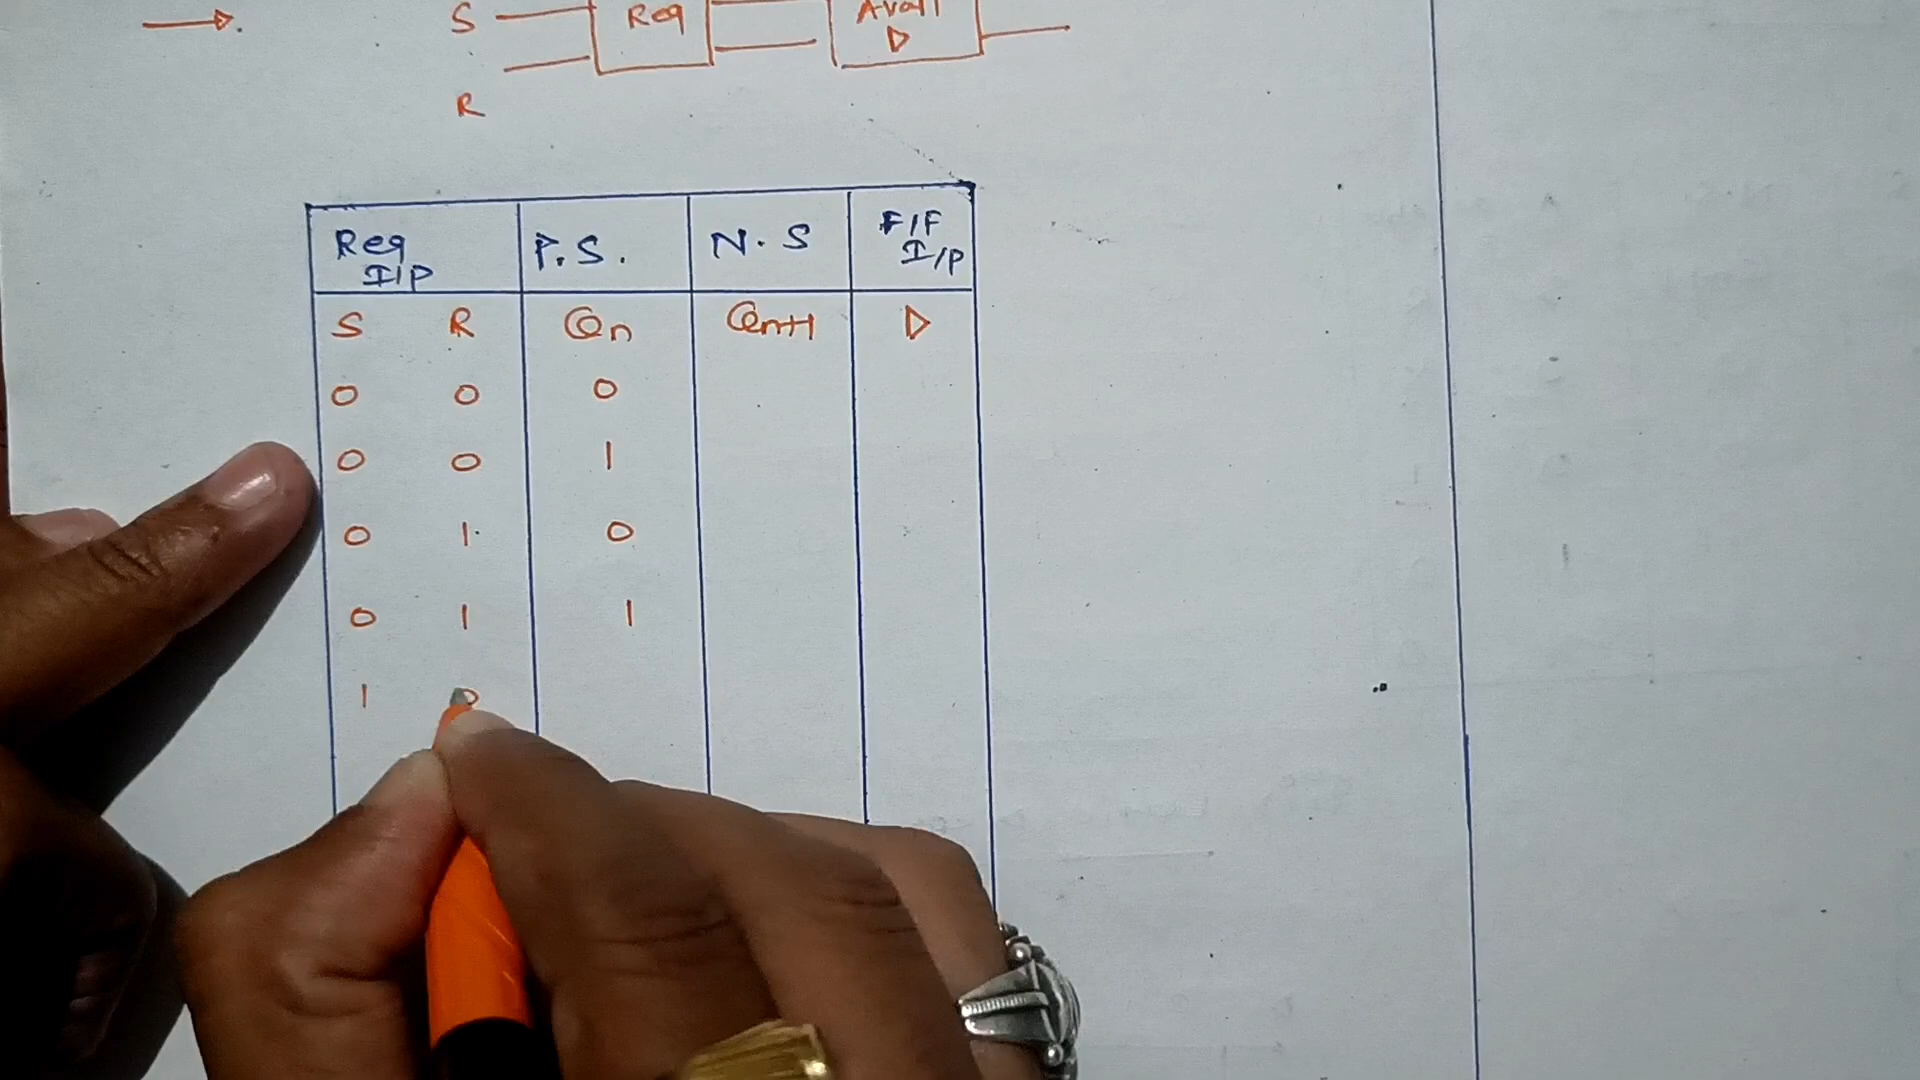 S Req Avail
D
R
Req I/P P.S. N.S F/F I/P
S R Qn Qn+1 D
0 0 0
0 0 1
0 1 0
0 1 1
1 0